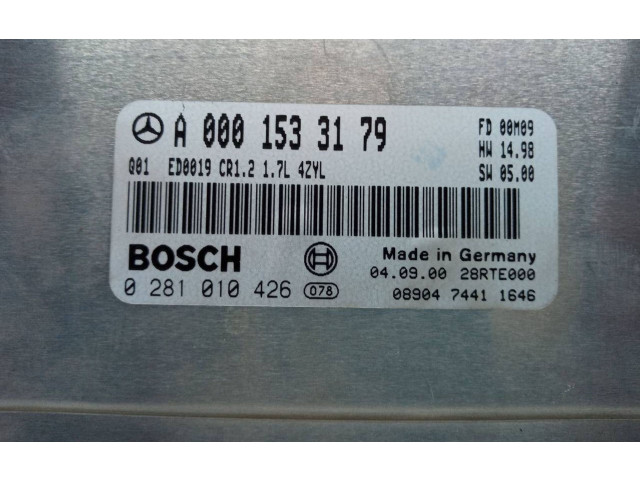 A 000 153 31 79
FD 00M09
HW 14.98
Q01 ED0019 CR1.2 1.7L 4ZYL
SW 05.00
BOSCH
Made in Germany
04.09.00 28RTE000
0 281 010 426 078
08904 7441 1646